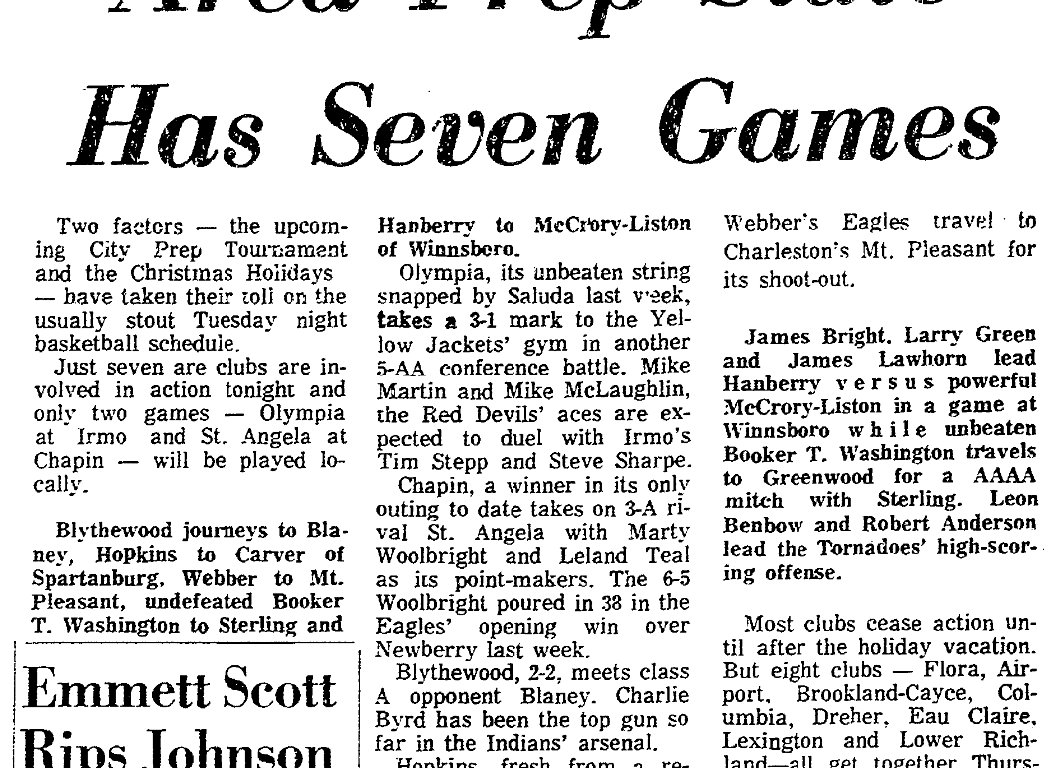 Area Prep Slate
Has Seven Games
Two factors — the upcom-
ing City Prep Tournament
and the Christmas Holidays
— have taken their toll on the
usually stout Tuesday night
basketball schedule.
Just seven are clubs are in-
volved in action tonight and
only two games — Olympia
at Irmo and St. Angela at
Chapin — will be played lo-
cally.
Blythewood journeys to Bla-
ney, Hopkins to Carver of
Spartanburg, Webber to Mt.
Pleasant, undefeated Booker
T. Washington to Sterling and
Emmett Scott
Rips Johnson
Hanberry to McCrory-Liston
of Winnsboro.
Olympia, its unbeaten string
snapped by Saluda last week,
takes a 3-1 mark to the Yel-
low Jackets' gym in another
5-AA conference battle. Mike
Martin and Mike McLaughlin,
the Red Devils' aces are ex-
pected to duel with Irmo's
Tim Stepp and Steve Sharpe.
Chapin, a winner in its only
outing to date takes on 3-A ri-
val St. Angela with Marty
Woolbright and Leland Teal
as its point-makers. The 6-5
Woolbright poured in 38 in the
Eagles' opening win over
Newberry last week.
Blythewood, 2-2, meets class
A opponent Blaney. Charlie
Byrd has been the top gun so
far in the Indians' arsenal.
Hopkins, fresh from a re-
Webber's Eagles travel to
Charleston's Mt. Pleasant for
its shoot-out.
James Bright, Larry Green
and James Lawhorn lead
Hanberry versus powerful
McCrory-Liston in a game at
Winnsboro while unbeaten
Booker T. Washington travels
to Greenwood for a AAAA
mitch with Sterling. Leon
Benbow and Robert Anderson
lead the Tornadoes' high-scor-
ing offense.
Most clubs cease action un-
til after the holiday vacation.
But eight clubs — Flora, Air-
port, Brookland-Cayce, Col-
umbia, Dreher, Eau Claire,
Lexington and Lower Rich-
land—all get together Thurs-